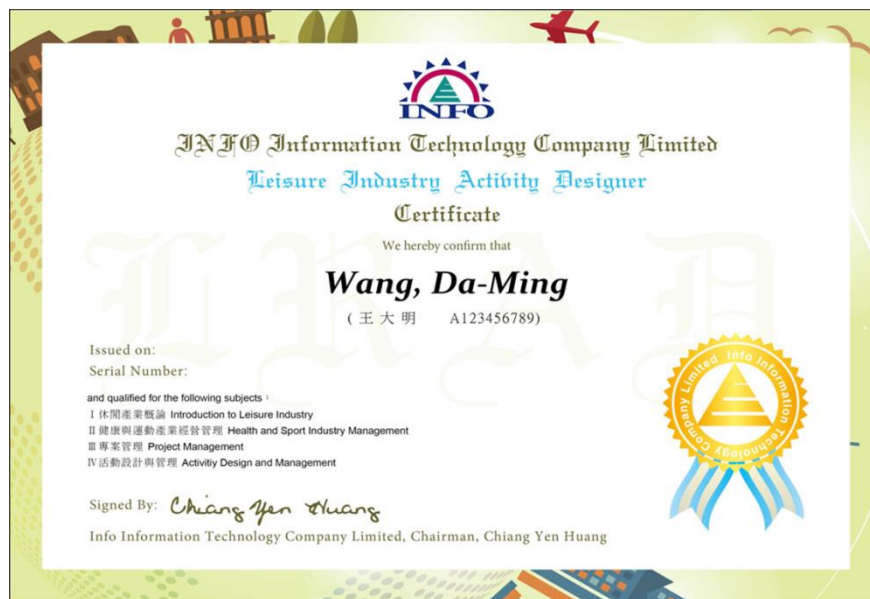 INFO
INFO Information Technology Company Limited
Leisure Industry Activity Designer
Certificate
We hereby confirm that
Wang, Da-Ming
(王大明 A123456789)
LRAD
Issued on:
Serial Number:
and qualified for the following subjects：
I 休閒產業概論 Introduction to Leisure Industry
II 健康與運動產業經營管理 Health and Sport Industry Management
III 專案管理 Project Management
IV 活動設計與管理 Activitiy Design and Management
Info Information Technology Company Limited
Signed By: Chiang Yen Huang
Info Information Technology Company Limited, Chairman, Chiang Yen Huang